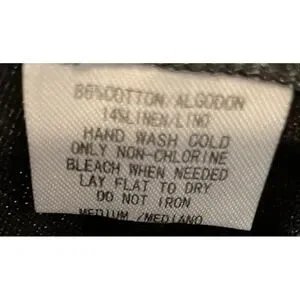 86%COTTON/ALGODON
14%LINEN/LINO
HAND WASH COLD
ONLY NON-CHLORINE
BLEACH WHEN NEEDED
LAY FLAT TO DRY
DO NOT IRON
MEDIUM/MEDIANO